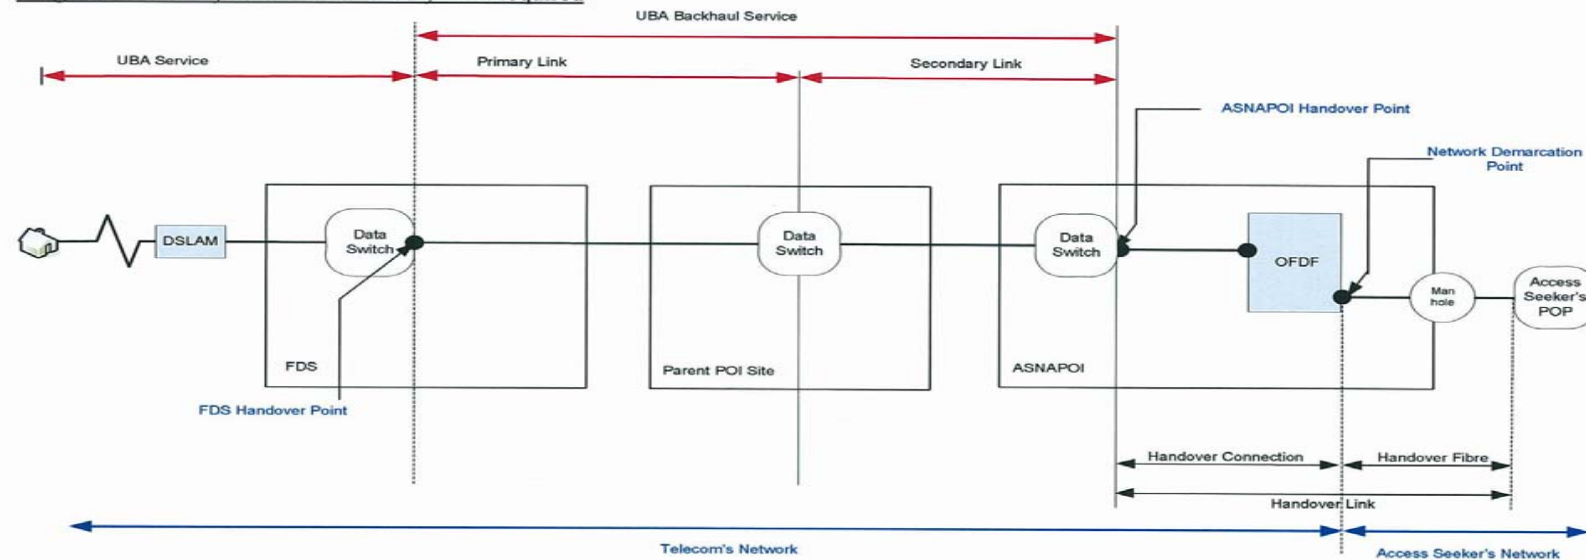 UBA Backhaul Service
UBA Service
Primary Link
Secondary Link
ASNAPOI Handover Point
Network Demarcation
Point
DSLAM
Data
Switch
Data
Switch
Data
Switch
OFDF
Man
hole
Access
Seeker's
POP
FDS
Parent POI Site
ASNAPOI
FDS Handover Point
Handover Connection
Handover Fibre
Handover Link
Telecom's Network
Access Seeker's Network